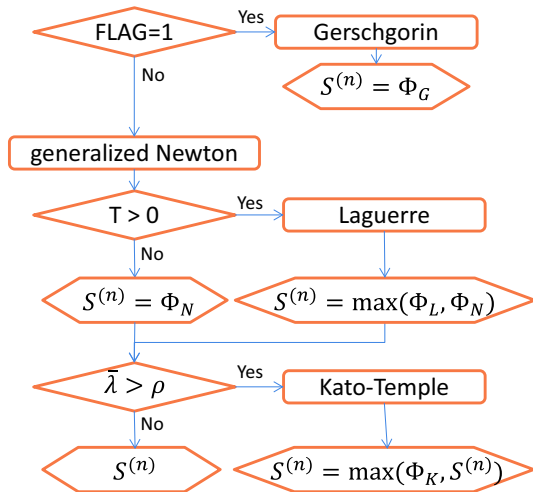 FLAG=1
Yes
Gerschgorin
No
S^{(n)} = Φ_G
generalized Newton
T > 0
Yes
Laguerre
No
S^{(n)} = Φ_N
S^{(n)} = max(Φ_L, Φ_N)
λ̄ > ρ
Yes
Kato-Temple
No
S^{(n)}
S^{(n)} = max(Φ_K, S^{(n)})